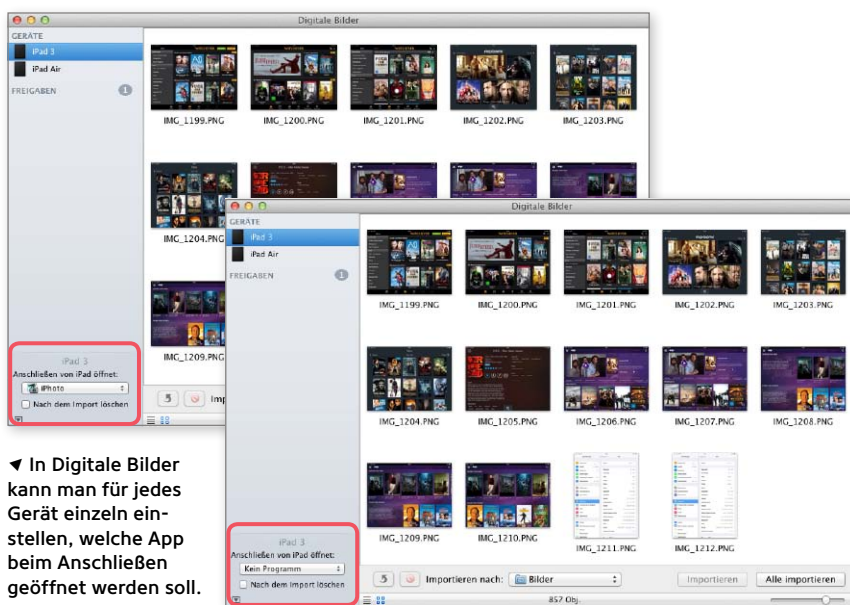 Digitale Bilder
GERÄTE
iPad 3
iPad Air
FREIGABEN 1
IMG_1199.PNG IMG_1200.PNG IMG_1201.PNG IMG_1202.PNG IMG_1203.PNG
IMG_1204.PNG
IMG_1209.PNG
iPad 3
Anschließen von iPad öffnet:
iPhoto
Nach dem Import löschen
Digitale Bilder
GERÄTE
iPad 3
iPad Air
FREIGABEN 1
IMG_1199.PNG IMG_1200.PNG IMG_1201.PNG IMG_1202.PNG IMG_1203.PNG
IMG_1204.PNG IMG_1205.PNG IMG_1206.PNG IMG_1207.PNG IMG_1208.PNG
IMG_1209.PNG IMG_1210.PNG IMG_1211.PNG IMG_1212.PNG
iPad 3
Anschließen von iPad öffnet:
Kein Programm
Nach dem Import löschen
Importieren nach: Bilder Importieren Alle importieren
857 Obj.
◄ In Digitale Bilder
kann man für jedes
Gerät einzeln ein-
stellen, welche App
beim Anschließen
geöffnet werden soll.